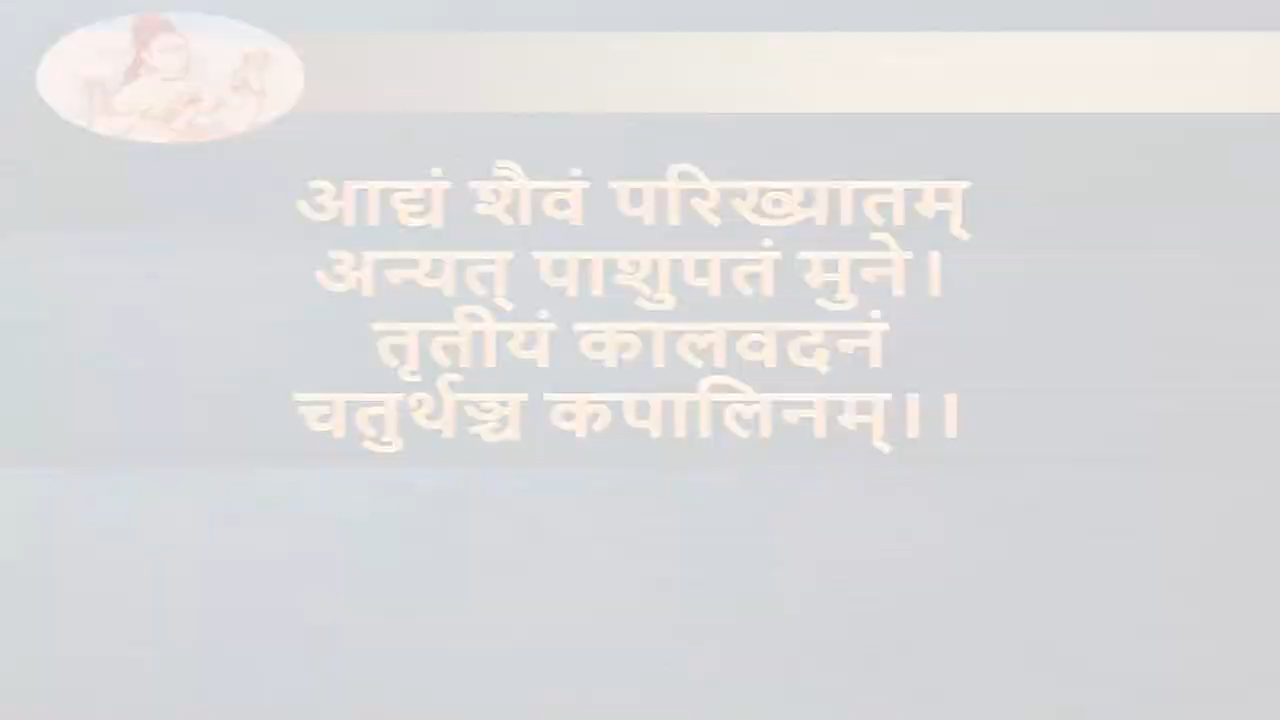 आद्यं शैवं परिख्यातम्
अन्यत् पाशुपतं मुने।
तृतीयं कालवदनं
चतुर्थञ्च कपालिनम्।।